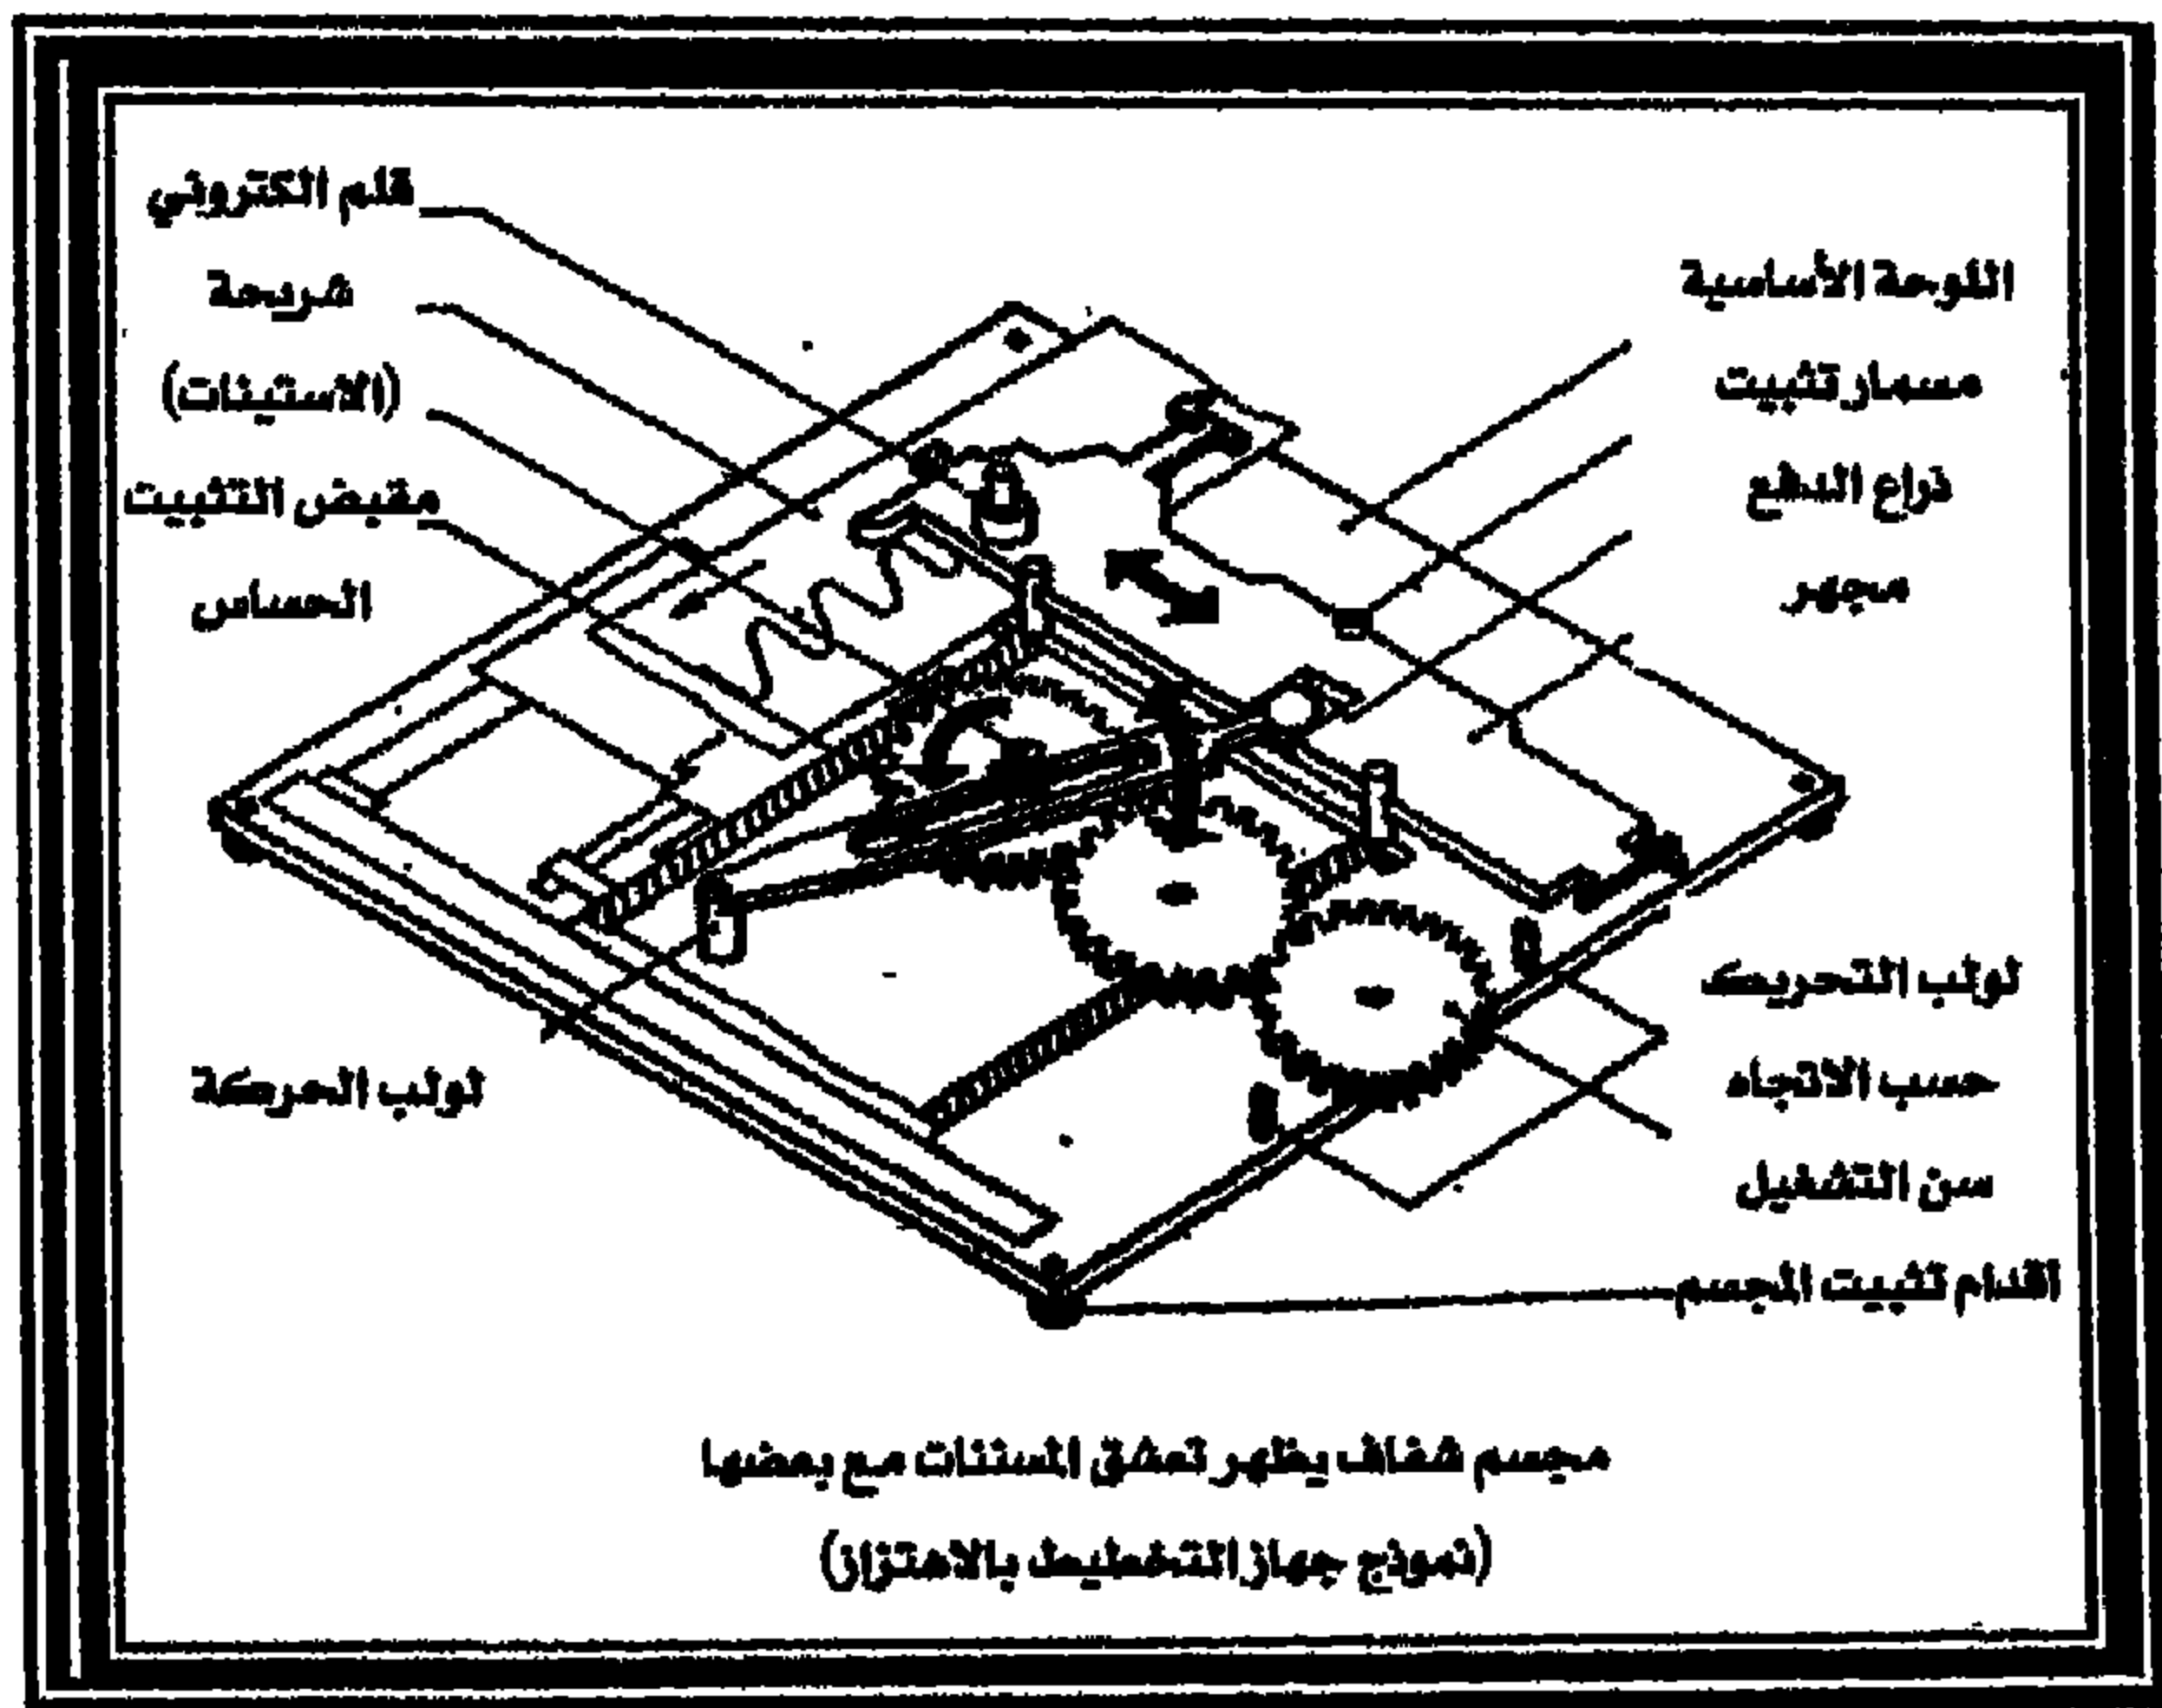 قلم الكتروني
شريحة
(الاستينات)
مقبض التثبيت
الحساس
لولب الحركة
اللوحة الأساسية
مسمار تثبيت
ذراع الدفع
مجهر
لولب التحريك
حسب الاتجاه
سن التشغيل
اقدام تثبيت المجسم
مجسم شفاف يظهر تعشق المسننات مع بعضها
(نموذج جهاز التخطيط بالاهتزاز)